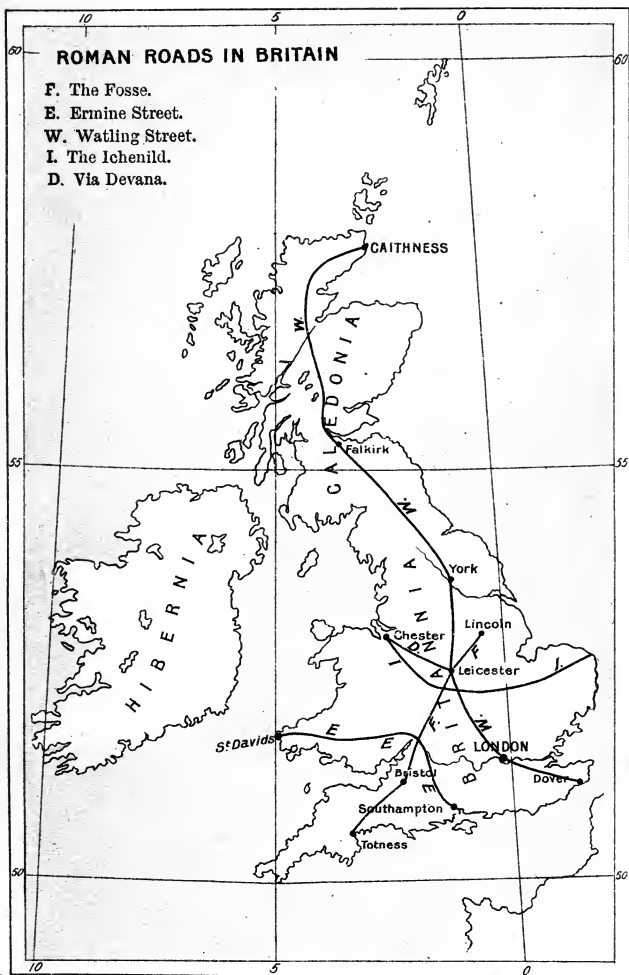 10 5 0
60 60
ROMAN ROADS IN BRITAIN
F. The Fosse.
E. Ermine Street.
W. Watling Street.
I. The Ichenild.
D. Via Devana.
CAITHNESS
W.
CALEDONIA
Falkirk
55 55
W.
HIBERNIA
BRITANNIA
York
Lincoln
Chester
D.
F.
I.
I.
Leicester
F.
W.
St. Davids
E
E
LONDON
Bristol
E
Dover
Southampton
Totness
50 50
10 5 0